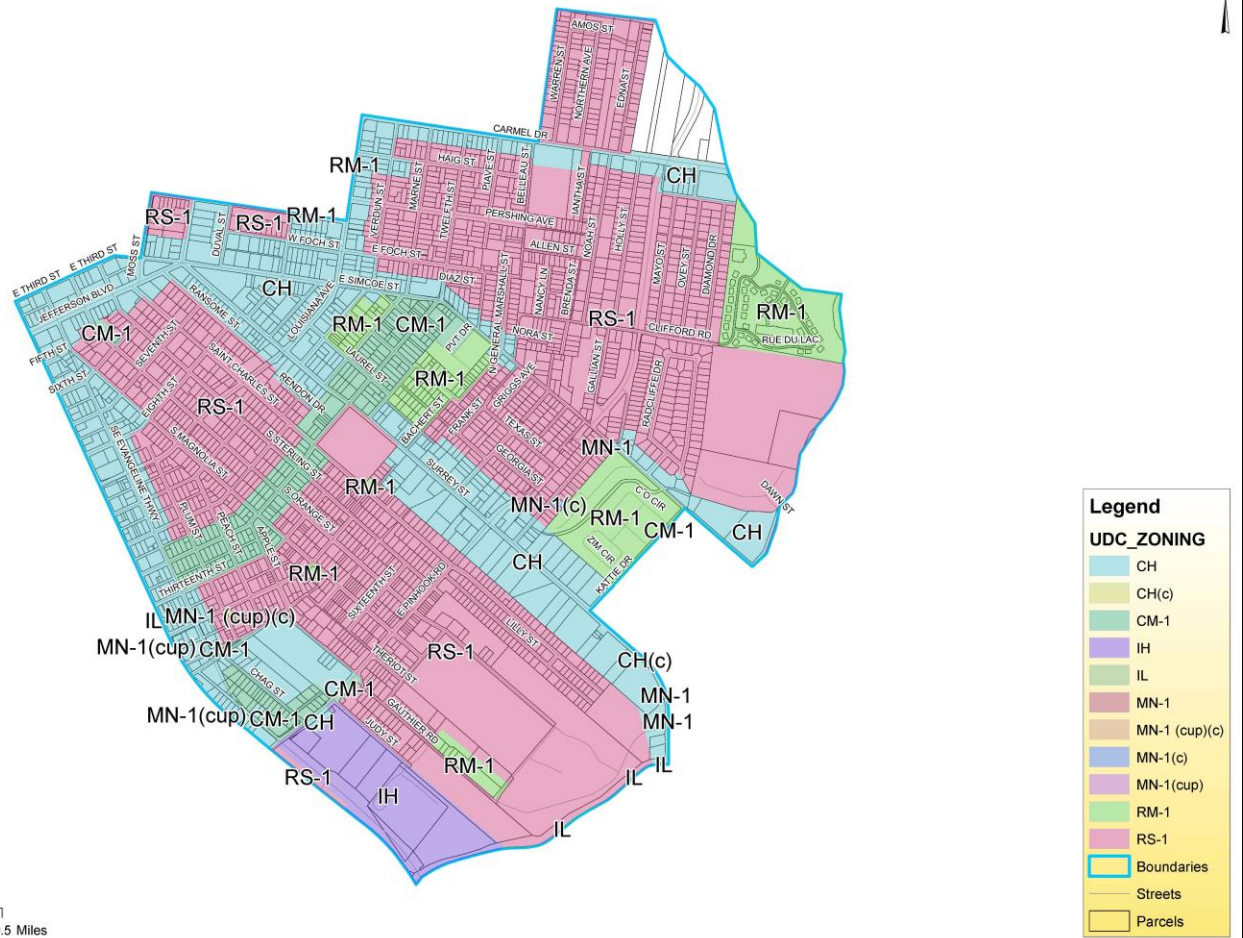 AMOS ST
WARREN ST
NORTHERN AVE
EDNA ST
CARMEL DR
RM-1
HAIG ST
PIAVE ST
BELLEAU ST
CH
MARNE ST
TWELFTH ST
VERDUN ST
IANTHA ST
HOLLY ST
NOAH ST
RS-1
RS-1
RM-1
PERSHING AVE
DUVAL ST
W FOCH ST
E FOCH ST
ALLEN ST
MAYO ST
OVEY ST
DIAMOND DR
MOSS ST
E THIRD ST
E THIRD ST
DIAZ ST
N GENERAL MARSHALL ST
NANCY LN
BRENDA ST
E SIMCOE ST
CH
JEFFERSON BLVD
RANSOME ST
LOUISIANA AVE
RM-1
CM-1
PVT DR
NORA ST
RS-1
CLIFFORD RD
RM-1
RUE DU LAC
CM-1
SEVENTH ST
FIFTH ST
SIXTH ST
SAINT CHARLES ST
LAUREL ST
RENDON DR
RM-1
GRIGGS AVE
GALLIAN ST
RADCLIFFE DR
EIGHTH ST
RS-1
BACHERT ST
FRANK ST
TEXAS ST
GEORGIA ST
SE EVANGELINE THWY
S MAGNOLIA ST
S STERLING ST
MN-1
SURREY ST
RM-1
S ORANGE ST
MN-1(c)
RM-1
C O CIR
ZIM CIR
CM-1
DAWN ST
CH
PLUM ST
PEACH ST
APPLE ST
CH
KATTIE DR
THIRTEENTH ST
RM-1
SIXTEENTH ST
E PINHOOK RD
IL
MN-1 (cup)(c)
LILLY ST
MN-1(cup)
CM-1
RS-1
THERIOT ST
CH(c)
CHAG ST
CM-1
MN-1
MN-1
MN-1(cup)
CM-1
CH
GAUTHIER RD
JUDY ST
RM-1
RS-1
IH
IL
IL
IL
.5 Miles
Legend
UDC_ZONING
CH
CH(c)
CM-1
IH
IL
MN-1
MN-1 (cup)(c)
MN-1(c)
MN-1(cup)
RM-1
RS-1
Boundaries
Streets
Parcels